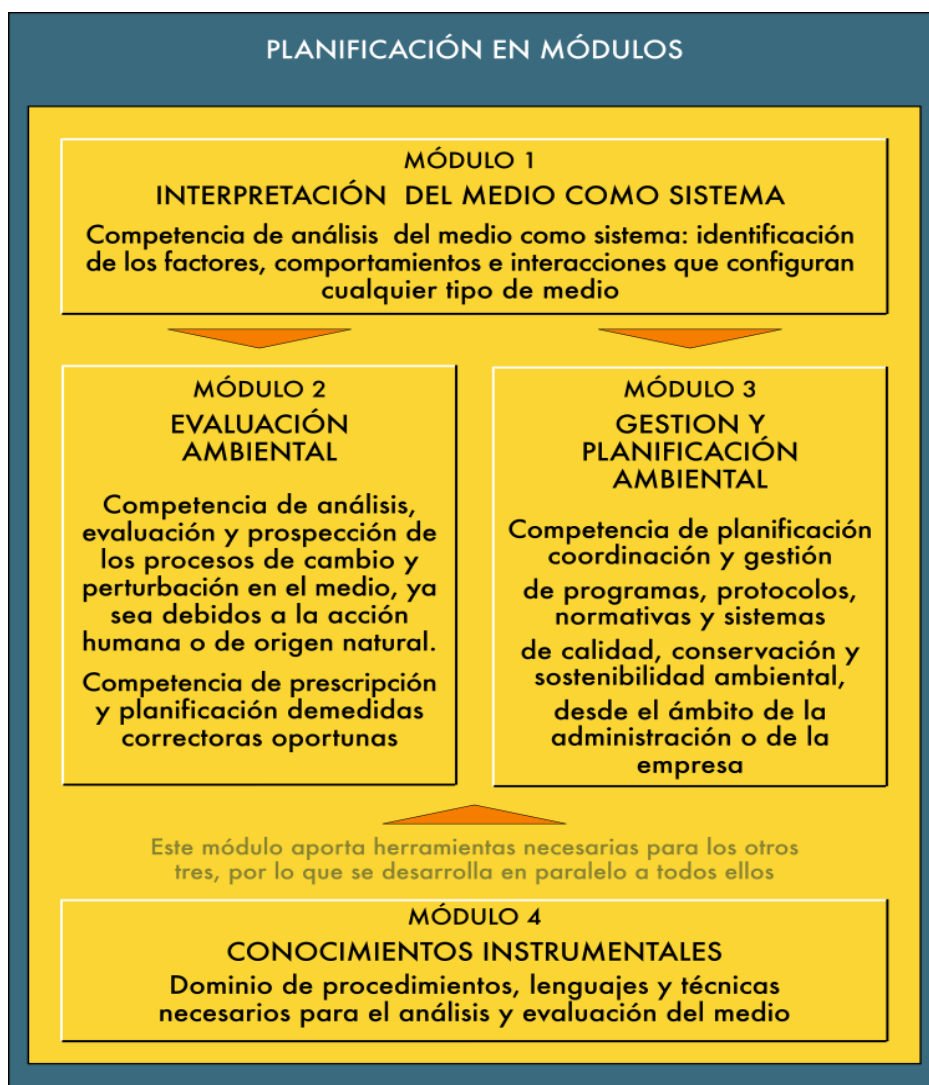 PLANIFICACIÓN EN MÓDULOS
MÓDULO 1
INTERPRETACIÓN DEL MEDIO COMO SISTEMA
Competencia de análisis del medio como sistema: identificación
de los factores, comportamientos e interacciones que configuran
cualquier tipo de medio
MÓDULO 2
EVALUACIÓN
AMBIENTAL
Competencia de análisis,
evaluación y prospección de
los procesos de cambio y
perturbación en el medio, ya
sea debidos a la acción
humana o de origen natural.
Competencia de prescripción
y planificación demedidas
correctoras oportunas
MÓDULO 3
GESTION Y
PLANIFICACIÓN
AMBIENTAL
Competencia de planificación
coordinación y gestión
de programas, protocolos,
normativas y sistemas
de calidad, conservación y
sostenibilidad ambiental,
desde el ámbito de la
administración o de la
empresa
Este módulo aporta herramientas necesarias para los otros
tres, por lo que se desarrolla en paralelo a todos ellos
MÓDULO 4
CONOCIMIENTOS INSTRUMENTALES
Dominio de procedimientos, lenguajes y técnicas
necesarios para el análisis y evaluación del medio